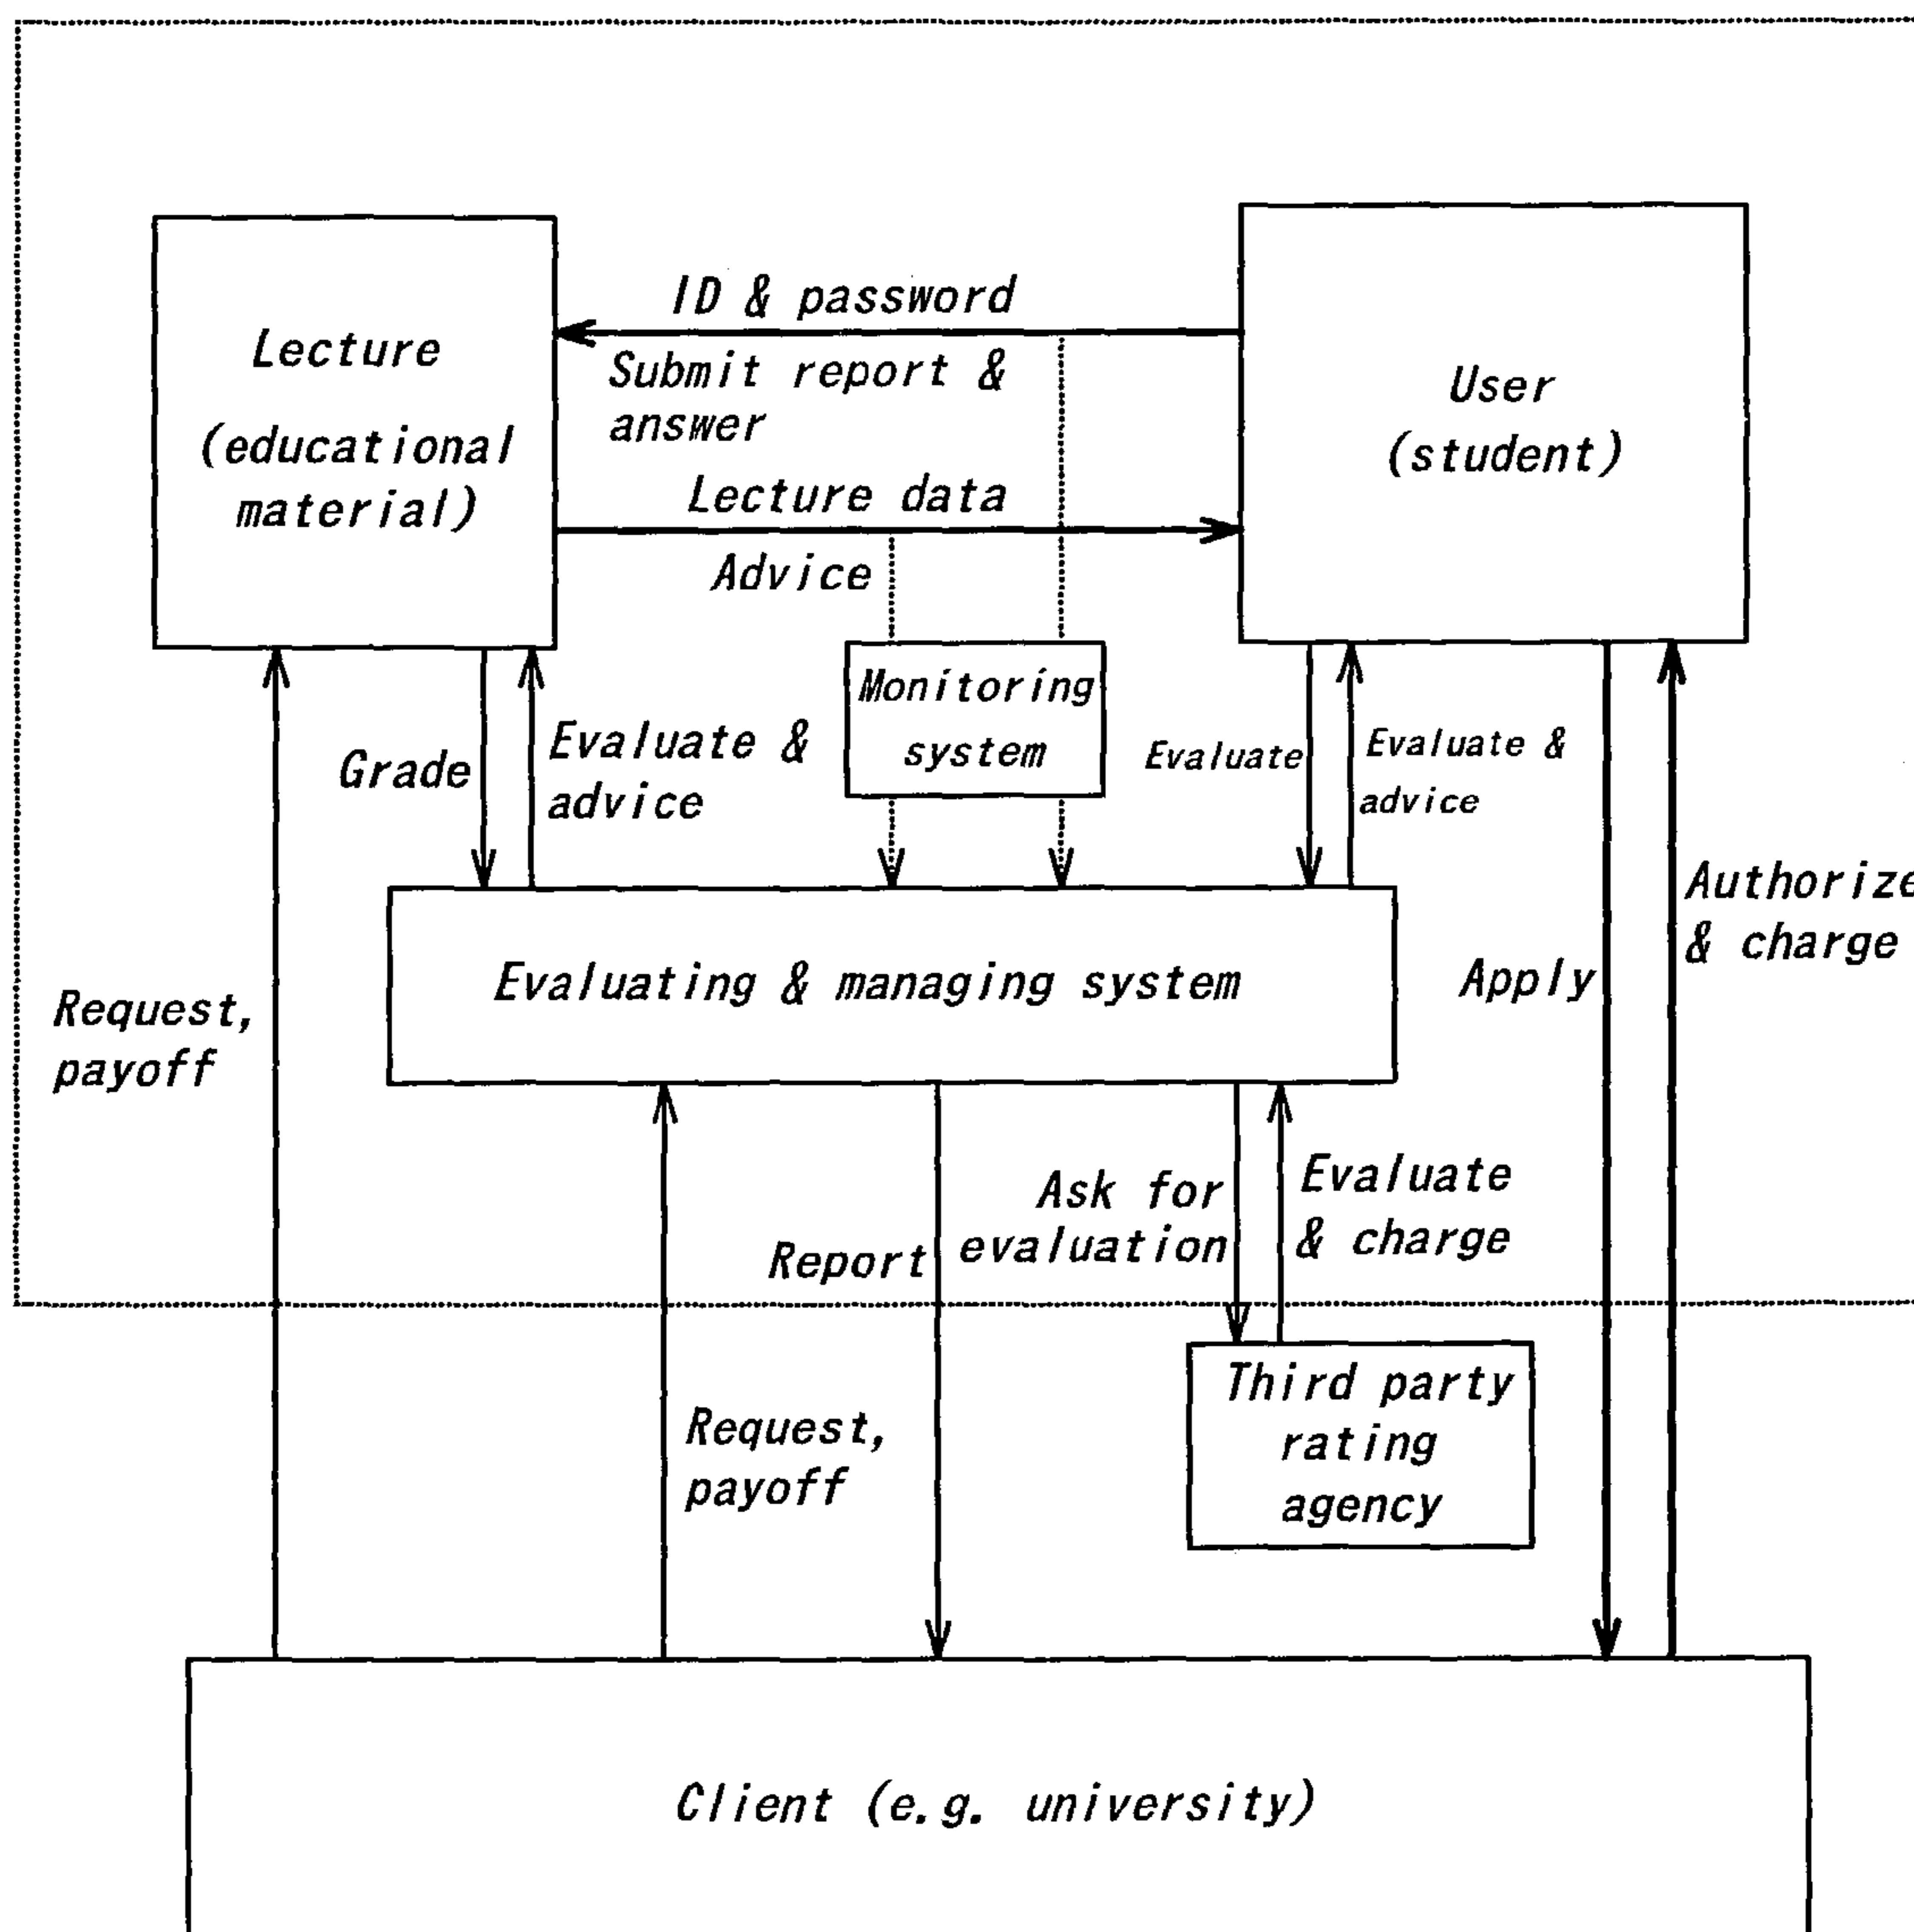 ID & password
Lecture
(educational
material)
Submit report &
answer
User
(student)
Lecture data
Advice
Monitoring
system
Grade
Evaluate &
advice
Evaluate
Evaluate &
advice
Authorize
& charge
Evaluating & managing system
Apply
Request,
payoff
Ask for
evaluation
Evaluate
& charge
Report
Third party
rating
agency
Request,
payoff
Client (e.g. university)